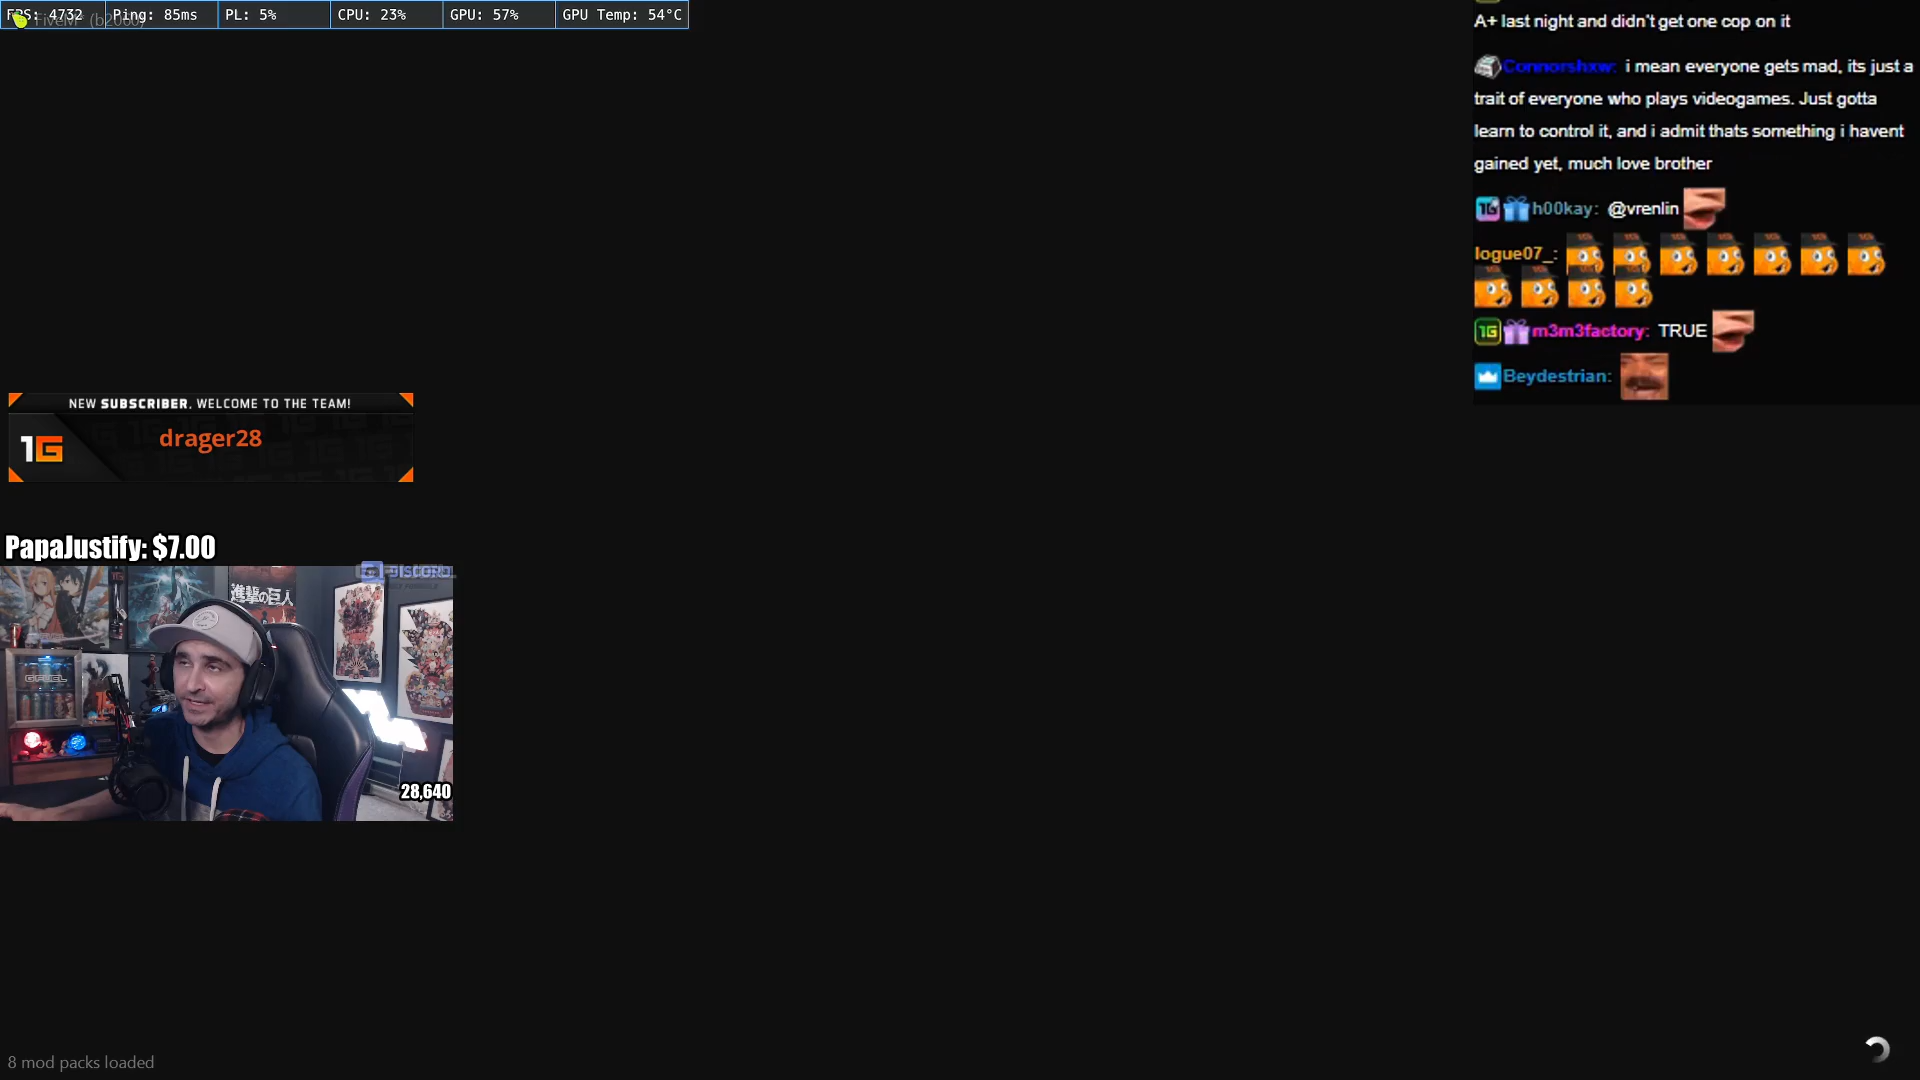 FPS: 4732 Ping: 85ms PL: 5% CPU: 23% GPU: 57% GPU Temp: 54°C
A+ last night and didn't get one cop on it
Connorshxw: i mean everyone gets mad, its just a
trait of everyone who plays videogames. Just gotta
learn to control it, and i admit thats something i havent
gained yet, much love brother
h00kay: @vrenlin
logue07_:
1G m3m3factory: TRUE
Beydestrian:
NEW SUBSCRIBER, WELCOME TO THE TEAM!
1G drager28
PapaJustify: $7.00
DISCORD
進撃の巨人
G FUEL
28,640
8 mod packs loaded